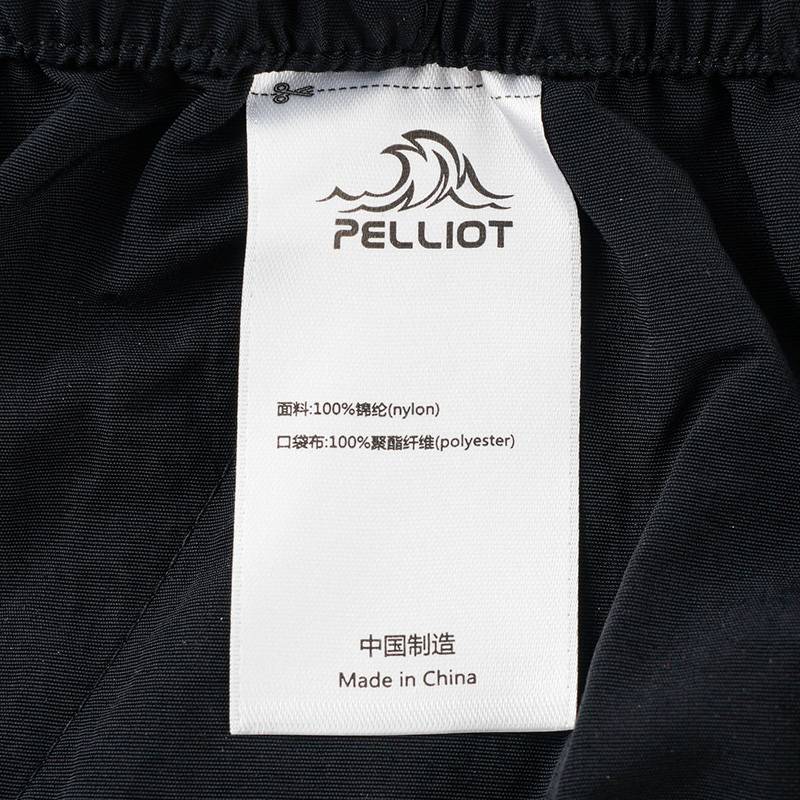 PELLIOT
面料:100%锦纶(nylon)
口袋布:100%聚酯纤维(polyester)
中国制造
Made in China